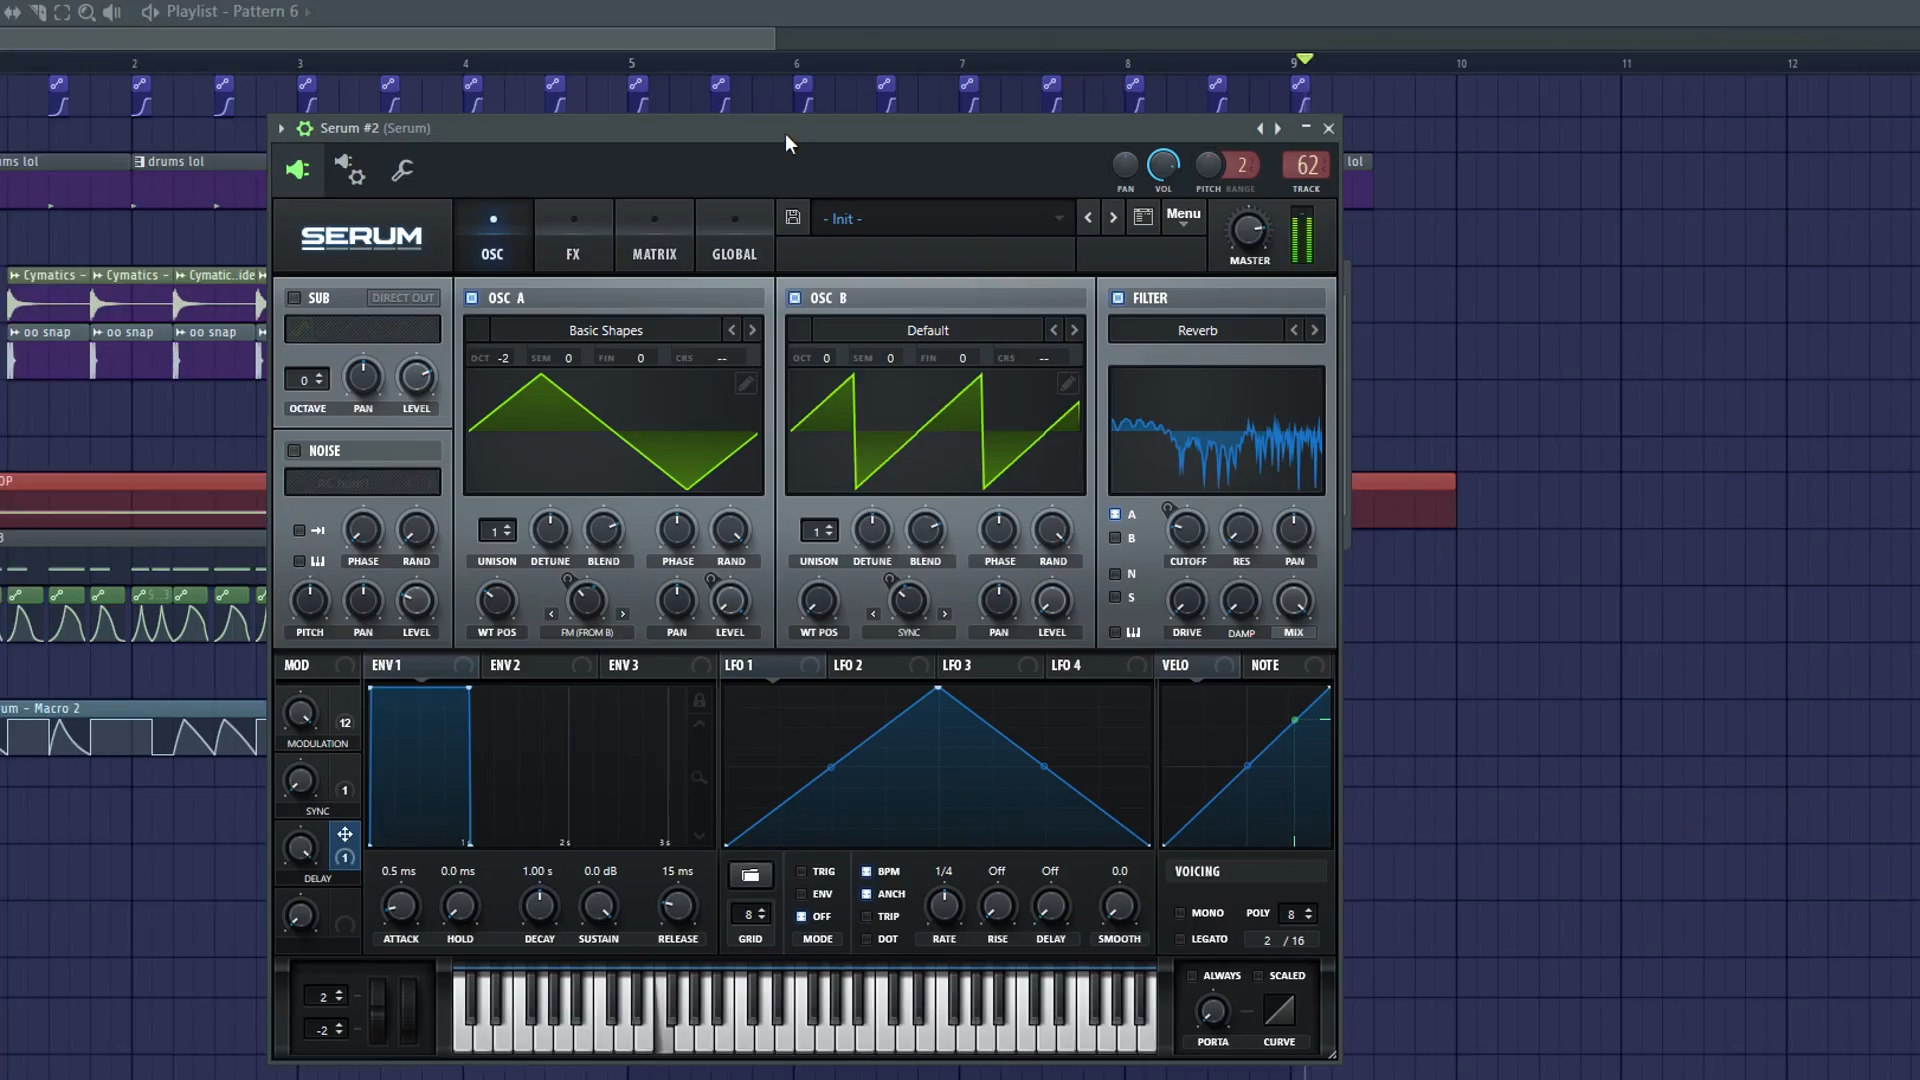 Playlist - Pattern 6
2 3 4 5 6 7 8 9 10 11 12
Serum #2 (Serum)
ms lol
drums lol
lol
2
62
PAN VOL PITCH RANGE TRACK
SERUM
OSC FX MATRIX GLOBAL
- Init -
Menu
MASTER
Cymatics - Cymatics - Cymatic..ide
oo snap oo snap oo snap
OP
um - Macro 2
SUB DIRECT OUT
0
OCTAVE PAN LEVEL
NOISE
AC hum1
PHASE RAND
PITCH PAN LEVEL
OSC A
Basic Shapes
OCT -2 SEM 0 FIN 0 CRS --
1
UNISON DETUNE BLEND PHASE RAND
WT POS FM (FROM B) PAN LEVEL
OSC B
Default
OCT 0 SEM 0 FIN 0 CRS --
1
UNISON DETUNE BLEND PHASE RAND
WT POS SYNC PAN LEVEL
FILTER
Reverb
A
B
N
S
CUTOFF RES PAN
DRIVE DAMP MIX
MOD ENV 1 ENV 2 ENV 3 LFO 1 LFO 2 LFO 3 LFO 4 VELO NOTE
12
MODULATION
1
SYNC
1
DELAY
1s 2s 3s
0.5 ms 0.0 ms 1.00 s 0.0 dB 15 ms
ATTACK HOLD DECAY SUSTAIN RELEASE
8
GRID
TRIG
ENV
OFF
MODE
BPM
ANCH
TRIP
DOT
1/4 Off Off 0.0
RATE RISE DELAY SMOOTH
VOICING
MONO POLY 8
LEGATO 2 / 16
2
-2
ALWAYS SCALED
PORTA CURVE